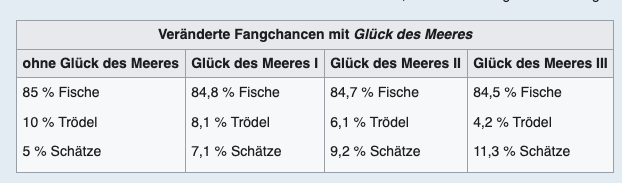 Veränderte Fangchancen mit Glück des Meeres
ohne Glück des Meeres Glück des Meeres I Glück des Meeres II Glück des Meeres III
85 % Fische 84,8 % Fische 84,7 % Fische 84,5 % Fische
10 % Trödel 8,1 % Trödel 6,1 % Trödel 4,2 % Trödel
5 % Schätze 7,1 % Schätze 9,2 % Schätze 11,3 % Schätze